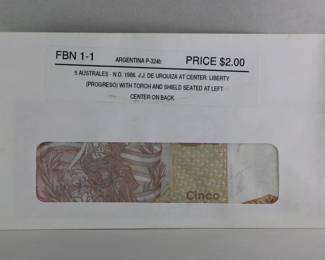 FBN 1-1 ARGENTINA P-324b PRICE $2.00
5 AUSTRALES - N.D. 1986. J.J. DE URQUIZA AT CENTER. LIBERTY
(PROGRESO) WITH TORCH AND SHIELD SEATED AT LEFT
CENTER ON BACK.
Cinco